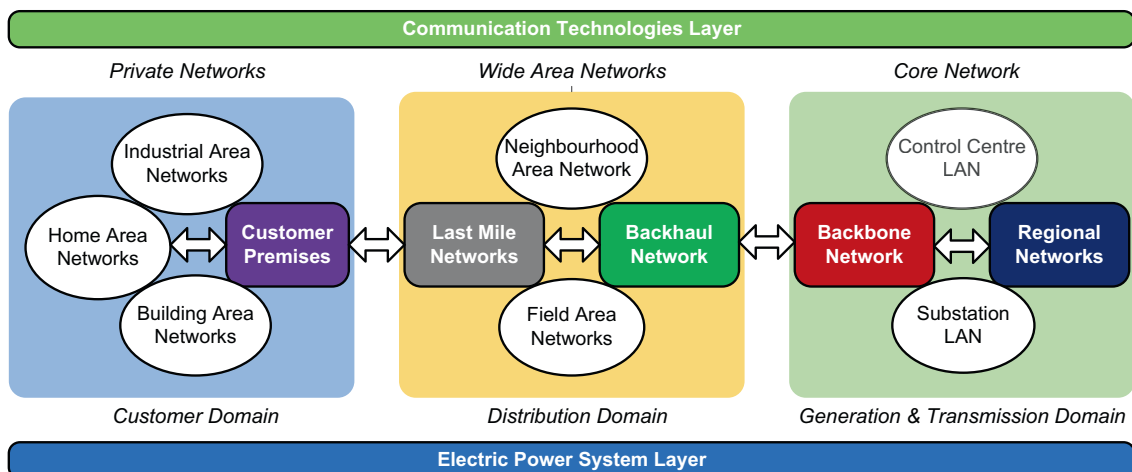 Communication Technologies Layer
Private Networks
Wide Area Networks
Core Network
Industrial Area
Networks
Home Area
Networks
Customer
Premises
Building Area
Networks
Neighbourhood
Area Network
Last Mile
Networks
Backhaul
Network
Field Area
Networks
Control Centre
LAN
Backbone
Network
Regional
Networks
Substation
LAN
Customer Domain
Distribution Domain
Generation & Transmission Domain
Electric Power System Layer